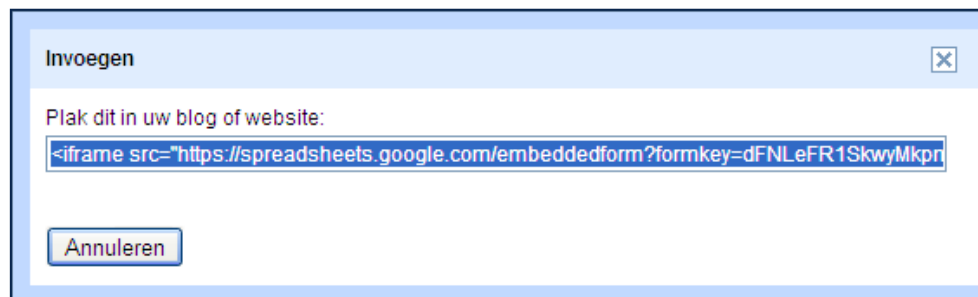 Invoegen
Plak dit in uw blog of website:
<iframe src="https://spreadsheets.google.com/embeddedform?formkey=dFNLeFR1SkwyMkpn
Annuleren